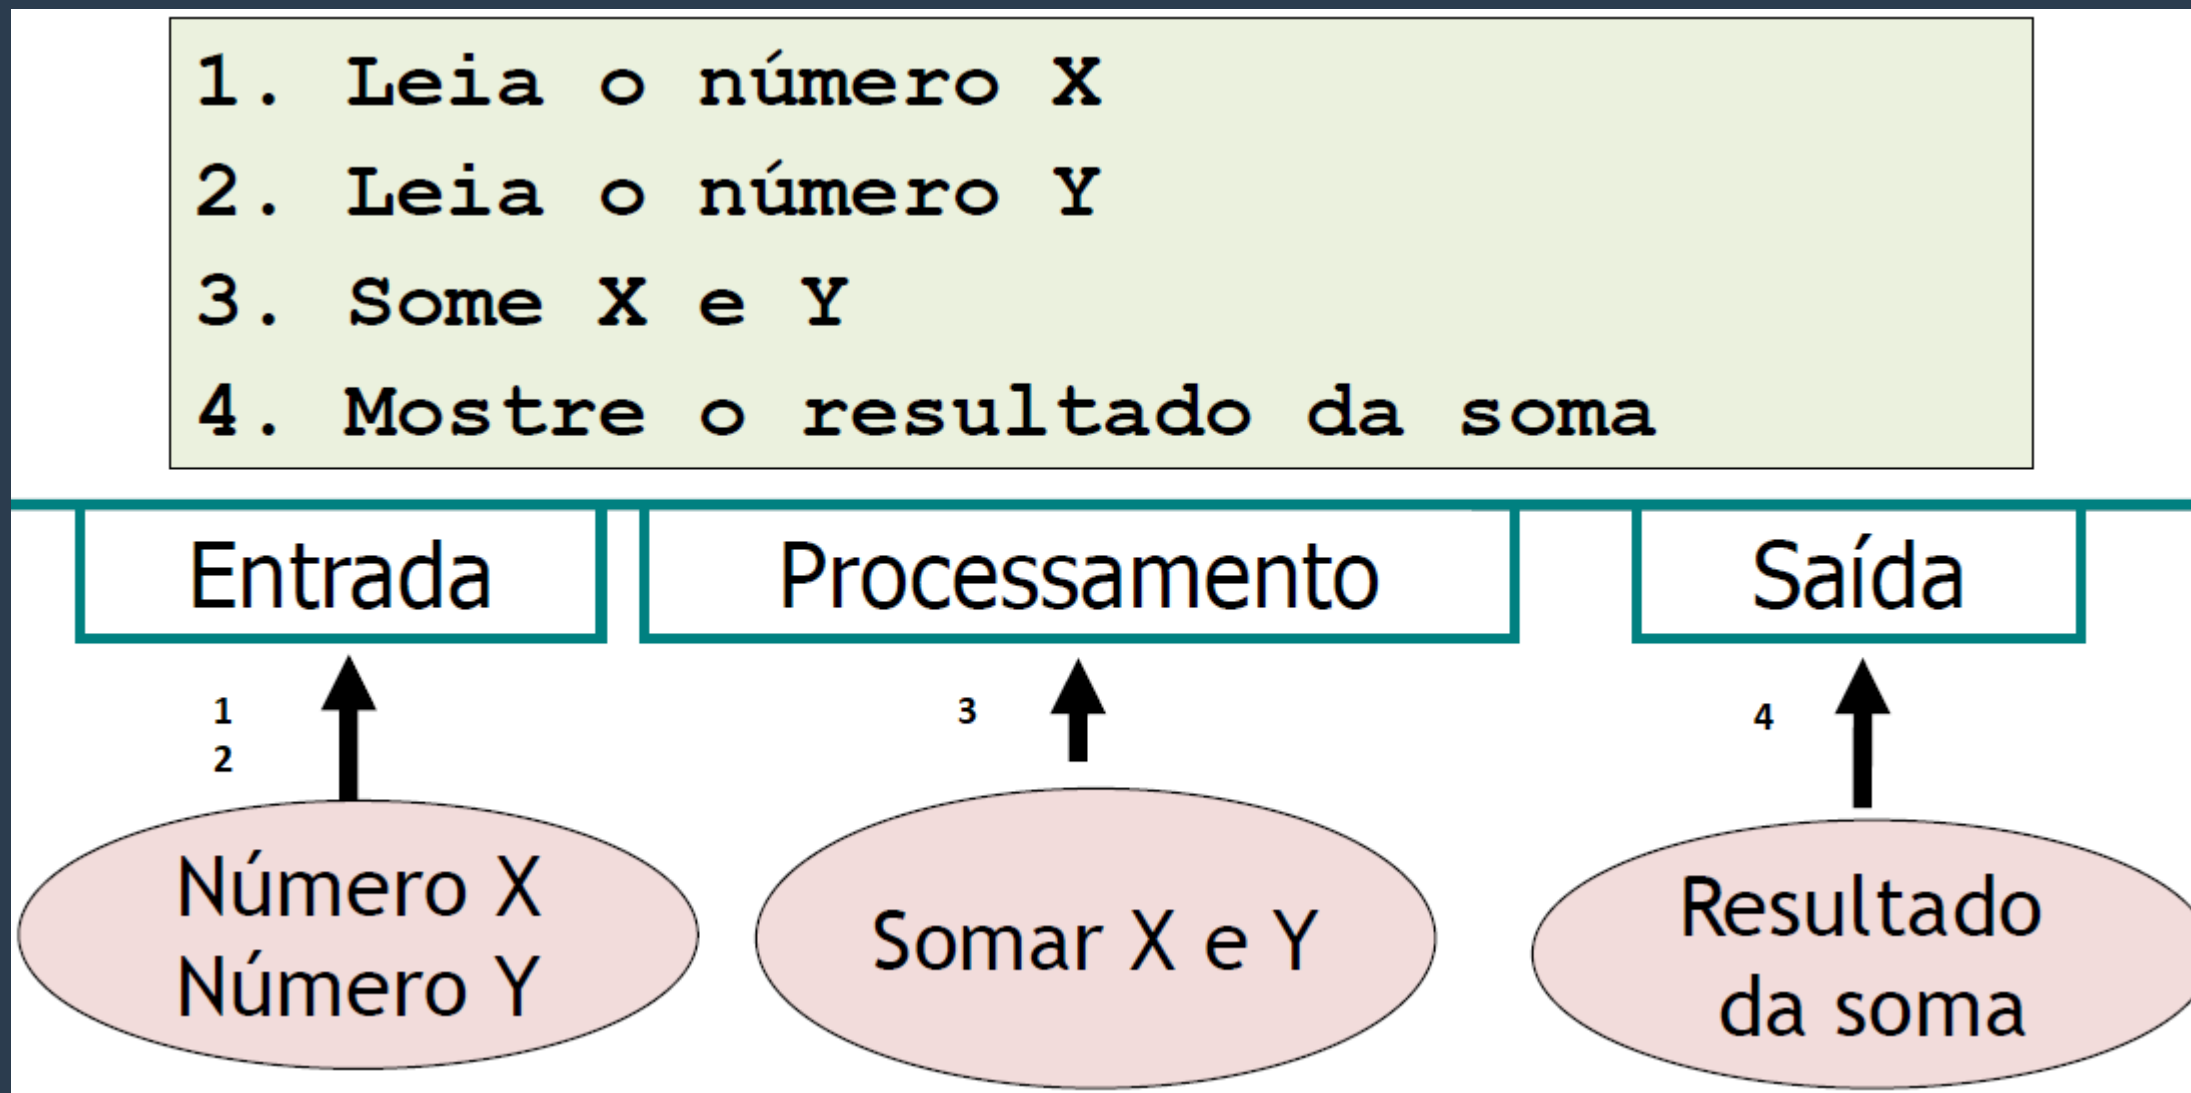 1. Leia o número X
2. Leia o número Y
3. Some X e Y
4. Mostre o resultado da soma
Entrada
Processamento
Saída
1
2
3
4
Número X
Número Y
Somar X e Y
Resultado
da soma